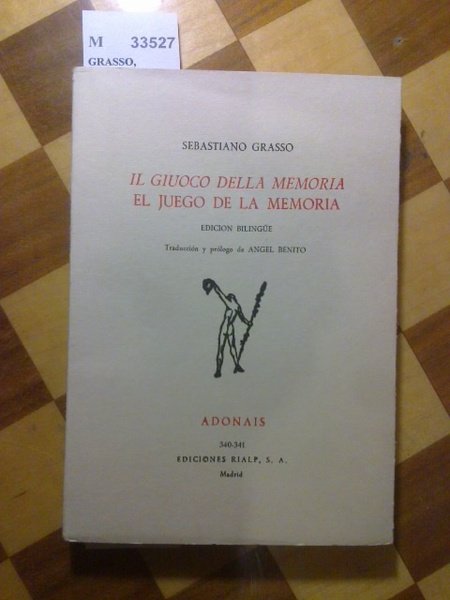 M 33527
GRASSO,
SEBASTIANO GRASSO
IL GIUOCO DELLA MEMORIA
EL JUEGO DE LA MEMORIA
EDICION BILINGÜE
Traducción y prólogo de ANGEL BENITO
ADONAIS
340-341
EDICIONES RIALP, S. A.
Madrid